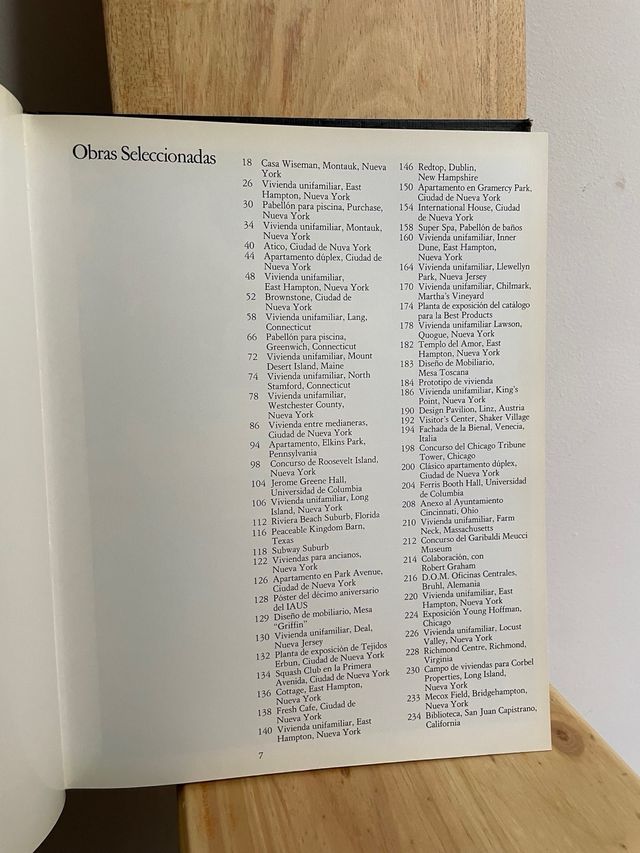 Obras Seleccionadas
18 Casa Wiseman, Montauk, Nueva
York
26 Vivienda unifamiliar, East
Hampton, Nueva York
30 Pabellón para piscina, Purchase,
Nueva York
34 Vivienda unifamiliar, Montauk,
Nueva York
40 Atico, Ciudad de Nuva York
44 Apartamento dúplex, Ciudad de
Nueva York
48 Vivienda unifamiliar,
East Hampton, Nueva York
52 Brownstone, Ciudad de
Nueva York
58 Vivienda unifamiliar, Lang,
Connecticut
66 Pabellón para piscina,
Greenwich, Connecticut
72 Vivienda unifamiliar, Mount
Desert Island, Maine
74 Vivienda unifamiliar, North
Stamford, Connecticut
78 Vivienda unifamiliar,
Westchester County,
Nueva York
86 Vivienda entre medianeras,
Ciudad de Nueva York
94 Apartamento, Elkins Park,
Pennsylvania
98 Concurso de Roosevelt Island,
Nueva York
104 Jerome Greene Hall,
Universidad de Columbia
106 Vivienda unifamiliar, Long
Island, Nueva York
112 Riviera Beach Suburb, Florida
116 Peaceable Kingdom Barn,
Texas
118 Subway Suburb
122 Viviendas para ancianos,
Nueva York
126 Apartamento en Park Avenue,
Ciudad de Nueva York
128 Póster del décimo aniversario
del IAUS
129 Diseño de mobiliario, Mesa
"Griffin"
130 Vivienda unifamiliar, Deal,
Nueva Jersey
132 Planta de exposición de Tejidos
Erbun, Ciudad de Nueva York
134 Squash Club en la Primera
Avenida, Ciudad de Nueva York
136 Cottage, East Hampton,
Nueva York
138 Fresh Cafe, Ciudad de
Nueva York
140 Vivienda unifamiliar, East
Hampton, Nueva York
146 Redtop, Dublin,
New Hampshire
150 Apartamento en Gramercy Park,
Ciudad de Nueva York
154 International House, Ciudad
de Nueva York
158 Super Spa, Pabellón de baños
160 Vivienda unifamiliar, Inner
Dune, East Hampton,
Nueva York
164 Vivienda unifamiliar, Llewellyn
Park, Nueva Jersey
170 Vivienda unifamiliar, Chilmark,
Martha's Vineyard
174 Planta de exposición del catálogo
para la Best Products
178 Vivienda unifamiliar Lawson,
Quogue, Nueva York
182 Templo del Amor, East
Hampton, Nueva York
183 Diseño de Mobiliario,
Mesa Toscana
184 Prototipo de vivienda
186 Vivienda unifamiliar, King's
Point, Nueva York
190 Design Pavilion, Linz, Austria
192 Visitor's Center, Shaker Village
194 Fachada de la Bienal, Venecia,
Italia
198 Concurso del Chicago Tribune
Tower, Chicago
200 Clásico apartamento dúplex,
Ciudad de Nueva York
204 Ferris Booth Hall, Universidad
de Columbia
208 Anexo al Ayuntamiento
Cincinnati, Ohio
210 Vivienda unifamiliar, Farm
Neck, Massachusetts
212 Concurso del Garibaldi Meucci
Museum
214 Colaboración, con
Robert Graham
216 D.O.M. Oficinas Centrales,
Bruhl, Alemania
220 Vivienda unifamiliar, East
Hampton, Nueva York
224 Exposición Young Hoffman,
Chicago
226 Vivienda unifamiliar, Locust
Valley, Nueva York
228 Richmond Centre, Richmond,
Virginia
230 Campo de viviendas para Corbel
Properties, Long Island,
Nueva York
233 Mecox Field, Bridgehampton,
Nueva York
234 Biblioteca, San Juan Capistrano,
California
7